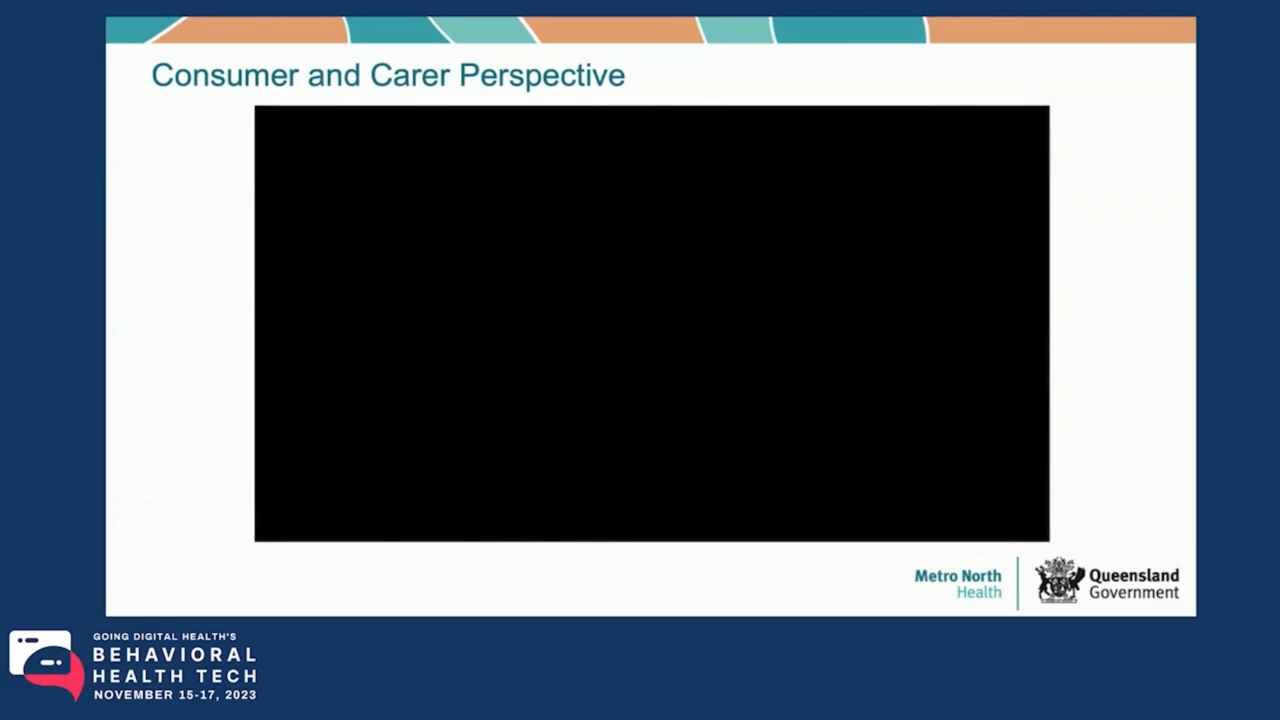 Consumer and Carer Perspective
Metro North
Health
Queensland
Government
GOING DIGITAL HEALTH'S
BEHAVIORAL
HEALTH TECH
NOVEMBER 15-17, 2023